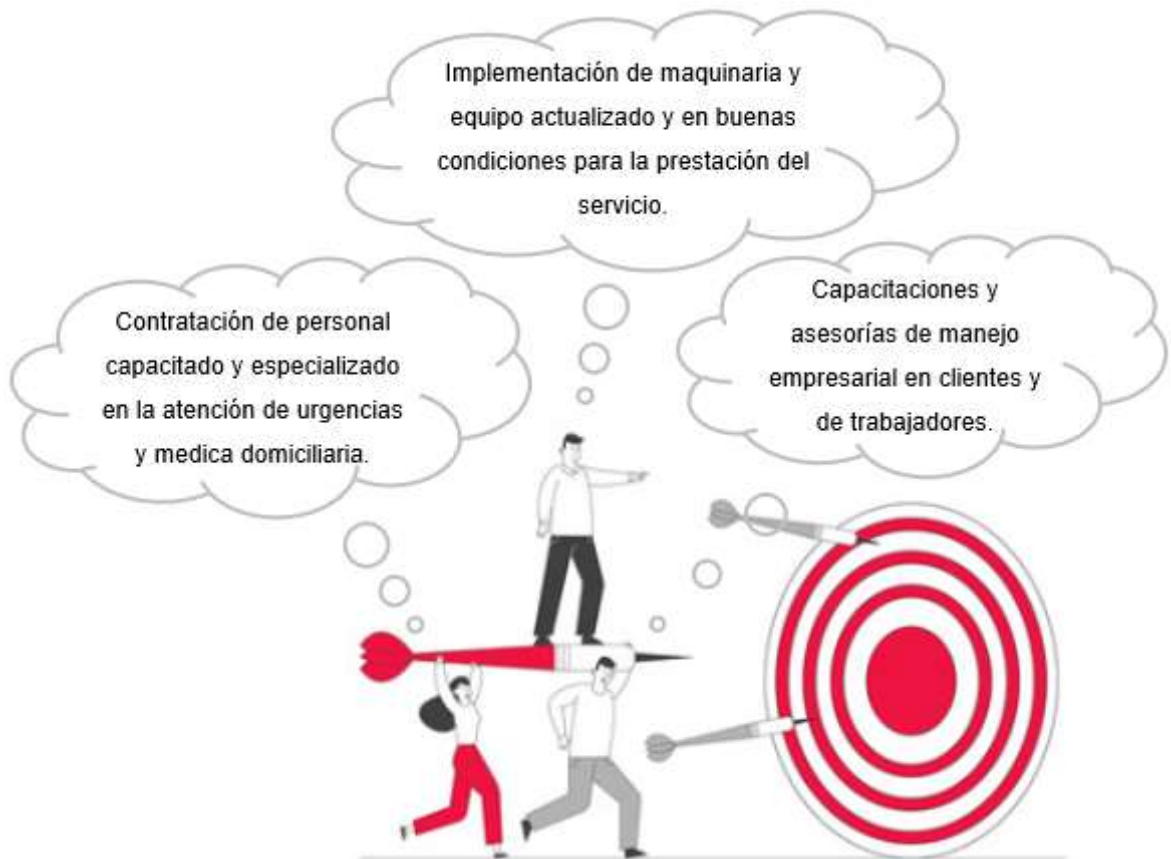 Implementación de maquinaria y
equipo actualizado y en buenas
condiciones para la prestación del
servicio.
Contratación de personal
capacitado y especializado
en la atención de urgencias
y medica domiciliaria.
Capacitaciones y
asesorías de manejo
empresarial en clientes y
de trabajadores.